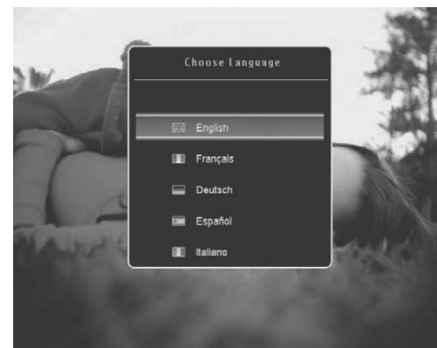 Choose Language
English
Français
Deutsch
Español
Italiano